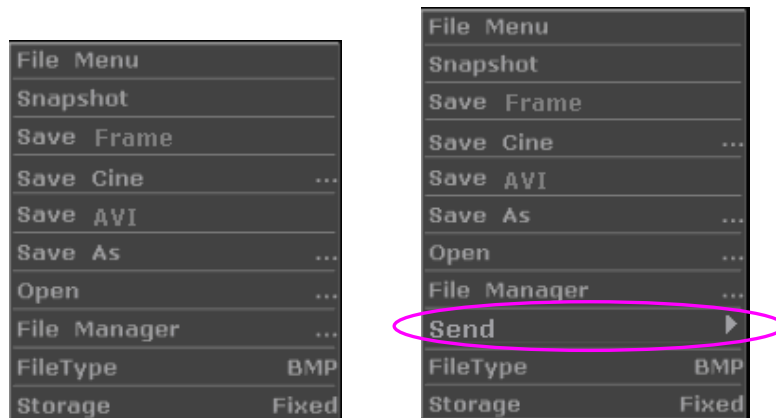 File Menu
Snapshot
Save Frame
Save Cine ...
Save AVI
Save As ...
Open ...
File Manager ...
FileType BMP
Storage Fixed
File Menu
Snapshot
Save Frame
Save Cine ...
Save AVI
Save As ...
Open ...
File Manager ...
Send
FileType BMP
Storage Fixed